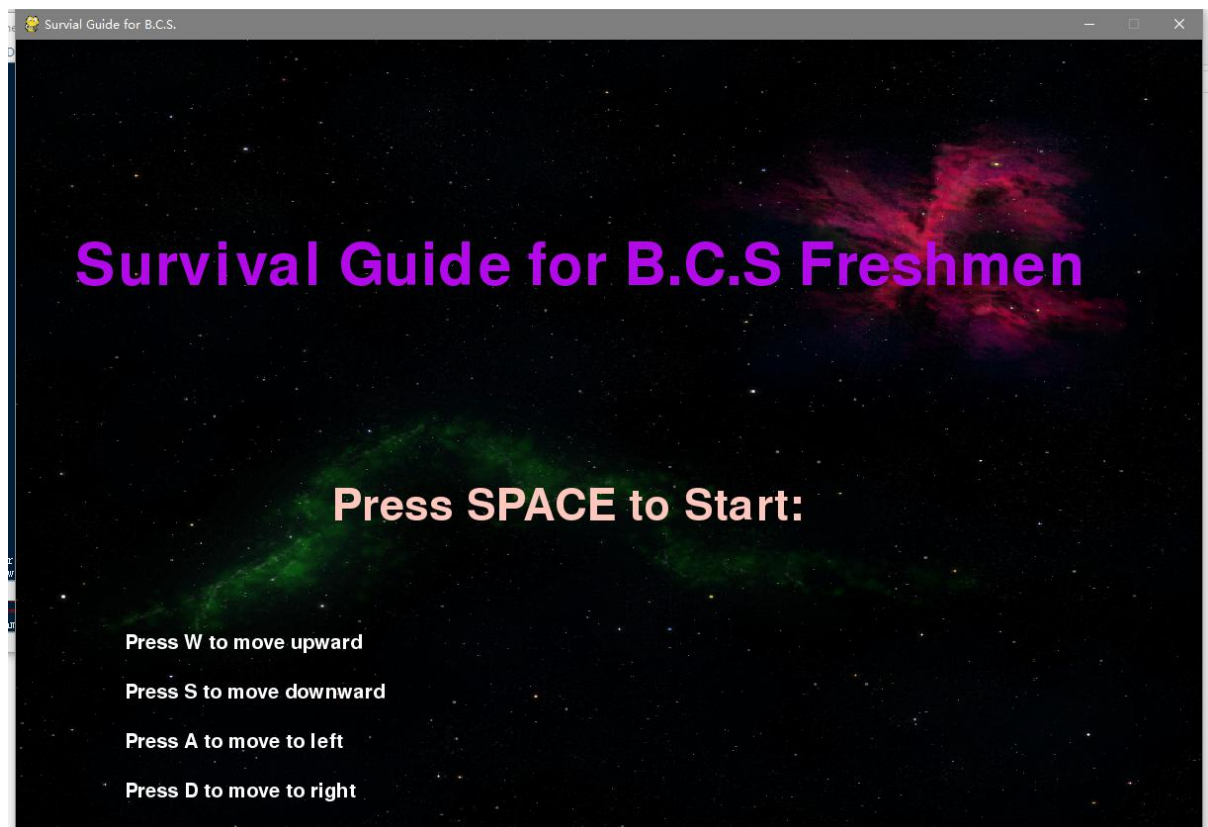 Survial Guide for B.C.S.
Survival Guide for B.C.S Freshmen
Press SPACE to Start:
Press W to move upward
Press S to move downward
Press A to move to left
Press D to move to right